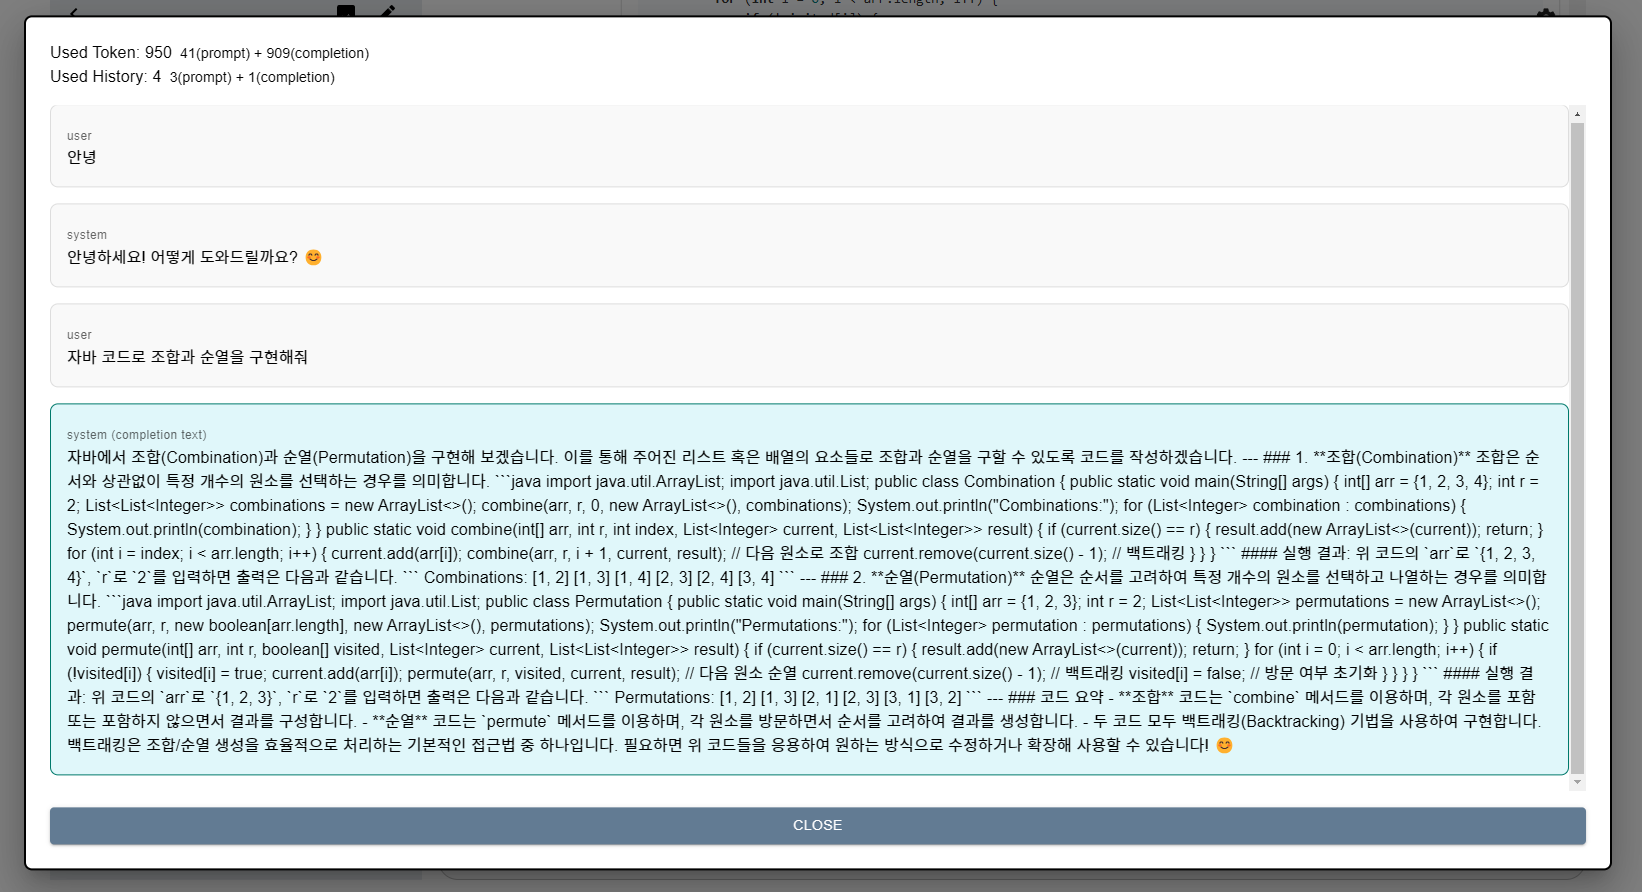 Used Token: 950 41(prompt) + 909(completion)
Used History: 4 3(prompt) + 1(completion)
user
안녕
system
안녕하세요! 어떻게 도와드릴까요? 😊
user
자바 코드로 조합과 순열을 구현해줘
system (completion text)
자바에서 조합(Combination)과 순열(Permutation)을 구현해 보겠습니다. 이를 통해 주어진 리스트 혹은 배열의 요소들로 조합과 순열을 구할 수 있도록 코드를 작성하겠습니다. --- ### 1. **조합(Combination)** 조합은 순
서와 상관없이 특정 개수의 원소를 선택하는 경우를 의미합니다. ```java import java.util.ArrayList; import java.util.List; public class Combination { public static void main(String[] args) { int[] arr = {1, 2, 3, 4}; int r =
2; List<List<Integer>> combinations = new ArrayList<>(); combine(arr, r, 0, new ArrayList<>(), combinations); System.out.println("Combinations:"); for (List<Integer> combination : combinations) {
System.out.println(combination); } } public static void combine(int[] arr, int r, int index, List<Integer> current, List<List<Integer>> result) { if (current.size() == r) { result.add(new ArrayList<>(current)); return; }
for (int i = index; i < arr.length; i++) { current.add(arr[i]); combine(arr, r, i + 1, current, result); // 다음 원소로 조합 current.remove(current.size() - 1); // 백트래킹 } } } ``` #### 실행 결과: 위 코드의 `arr`로 `{1, 2, 3,
4}`, `r`로 `2`를 입력하면 출력은 다음과 같습니다. ``` Combinations: [1, 2] [1, 3] [1, 4] [2, 3] [2, 4] [3, 4] ``` --- ### 2. **순열(Permutation)** 순열은 순서를 고려하여 특정 개수의 원소를 선택하고 나열하는 경우를 의미합
니다. ```java import java.util.ArrayList; import java.util.List; public class Permutation { public static void main(String[] args) { int[] arr = {1, 2, 3}; int r = 2; List<List<Integer>> permutations = new ArrayList<>();
permute(arr, r, new boolean[arr.length], new ArrayList<>(), permutations); System.out.println("Permutations:"); for (List<Integer> permutation : permutations) { System.out.println(permutation); } } public static
void permute(int[] arr, int r, boolean[] visited, List<Integer> current, List<List<Integer>> result) { if (current.size() == r) { result.add(new ArrayList<>(current)); return; } for (int i = 0; i < arr.length; i++) { if
(!visited[i]) { visited[i] = true; current.add(arr[i]); permute(arr, r, visited, current, result); // 다음 원소 순열 current.remove(current.size() - 1); // 백트래킹 visited[i] = false; // 방문 여부 초기화 } } } } ``` #### 실행 결
과: 위 코드의 `arr`로 `{1, 2, 3}`, `r`로 `2`를 입력하면 출력은 다음과 같습니다. ``` Permutations: [1, 2] [1, 3] [2, 1] [2, 3] [3, 1] [3, 2] ``` --- ### 코드 요약 - **조합** 코드는 `combine` 메서드를 이용하며, 각 원소를 포함
또는 포함하지 않으면서 결과를 구성합니다. - **순열** 코드는 `permute` 메서드를 이용하며, 각 원소를 방문하면서 순서를 고려하여 결과를 생성합니다. - 두 코드 모두 백트래킹(Backtracking) 기법을 사용하여 구현합니다.
백트래킹은 조합/순열 생성을 효율적으로 처리하는 기본적인 접근법 중 하나입니다. 필요하면 위 코드들을 응용하여 원하는 방식으로 수정하거나 확장해 사용할 수 있습니다! 😊
CLOSE